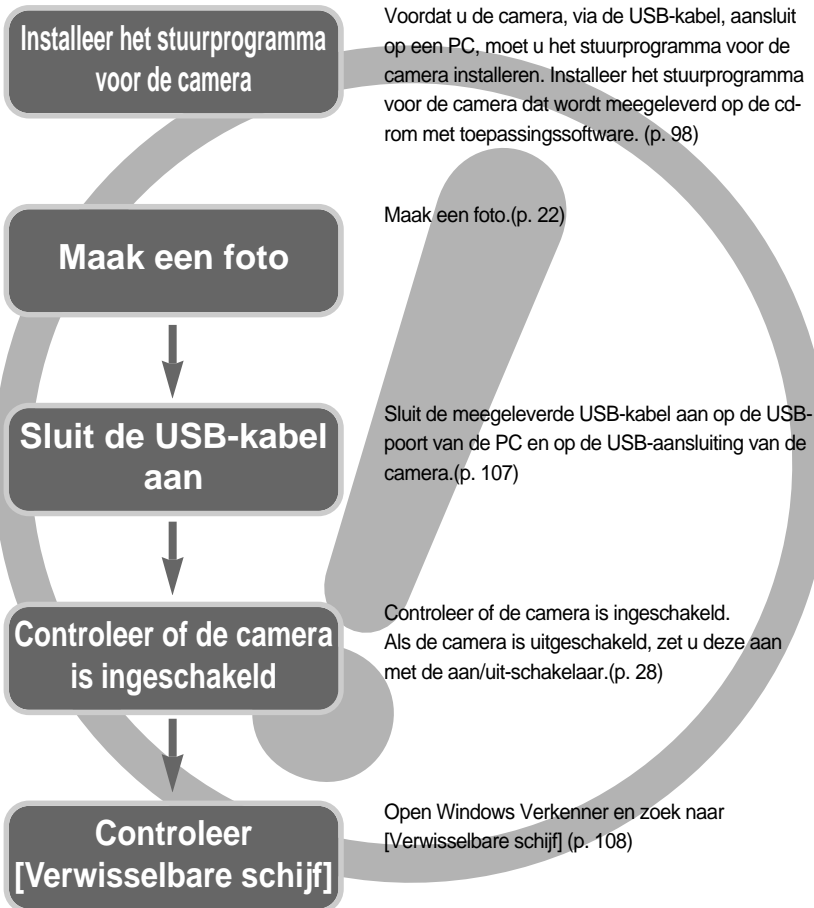 Installeer het stuurprogramma
voor de camera
Voordat u de camera, via de USB-kabel, aansluit
op een PC, moet u het stuurprogramma voor de
camera installeren. Installeer het stuurprogramma
voor de camera dat wordt meegeleverd op de cd-
rom met toepassingssoftware. (p. 98)
Maak een foto
Maak een foto.(p. 22)
Sluit de USB-kabel
aan
Sluit de meegeleverde USB-kabel aan op de USB-
poort van de PC en op de USB-aansluiting van de
camera.(p. 107)
Controleer of de camera
is ingeschakeld
Controleer of de camera is ingeschakeld.
Als de camera is uitgeschakeld, zet u deze aan
met de aan/uit-schakelaar.(p. 28)
Controleer
[Verwisselbare schijf]
Open Windows Verkenner en zoek naar
[Verwisselbare schijf] (p. 108)